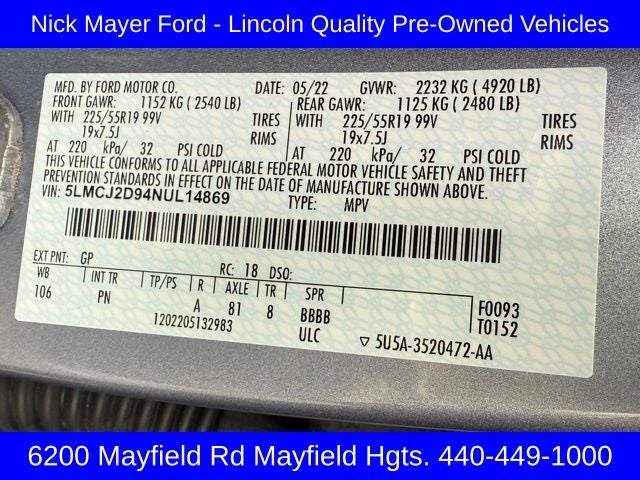 Nick Mayer Ford - Lincoln Quality Pre-Owned Vehicles
MFD. BY FORD MOTOR CO. DATE: 05/22 GVWR: 2232 KG ( 4920 LB)
FRONT GAWR: 1152 KG ( 2540 LB) REAR GAWR: 1125 KG ( 2480 LB)
WITH 225/55R19 99V TIRES WITH 225/55R19 99V TIRES
19x7.5J RIMS 19x7.5J RIMS
AT 220 kPa/ 32 PSI COLD AT 220 kPa/ 32 PSI COLD
THIS VEHICLE CONFORMS TO ALL APPLICABLE FEDERAL MOTOR VEHICLE SAFETY AND THEFT
PREVENTION STANDARDS IN EFFECT ON THE DATE OF MANUFACTURE SHOWN ABOVE.
VIN: 5LMCJ2D94NUL14869 TYPE: MPV
EXT PNT: GP RC: 18 DSO:
WB INT TR TP/PS R AXLE TR SPR
106 PN A 81 8 BBBB F0093
1202205132983 ULC T0152
▽ 5U5A-3520472-AA
6200 Mayfield Rd Mayfield Hgts. 440-449-1000